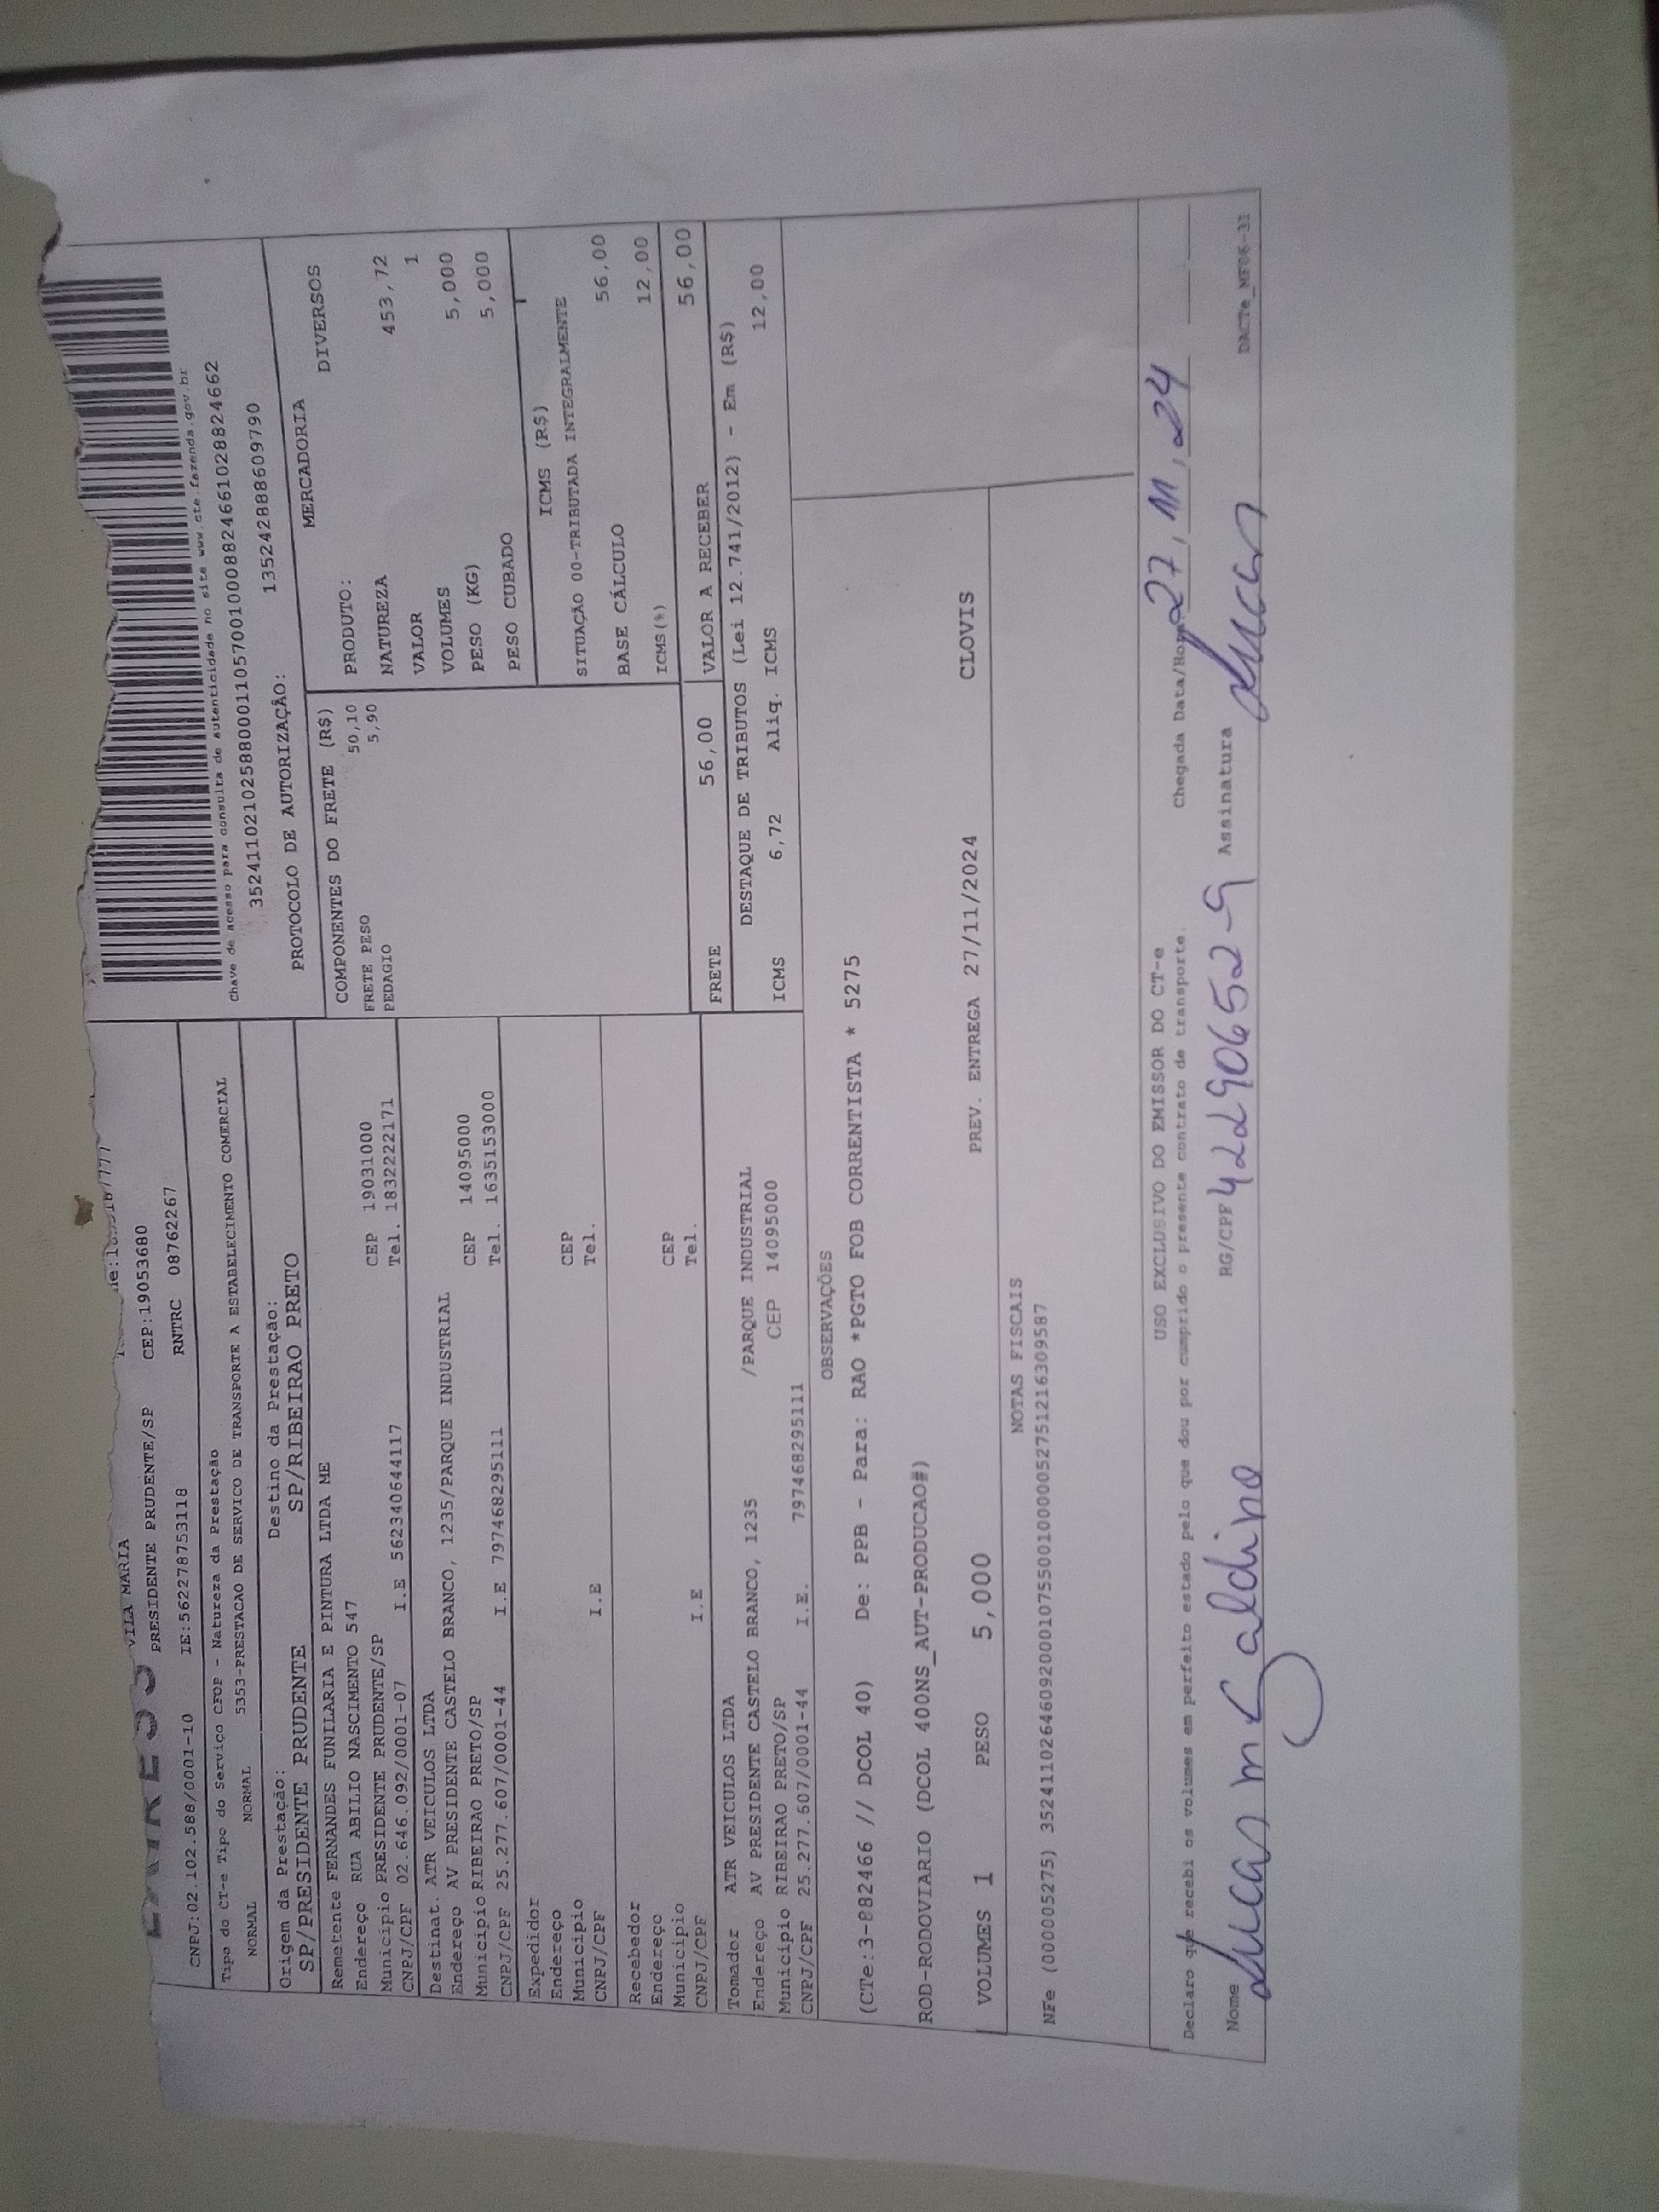 VILA MARIA
PRESIDENTE PRUDENTE/SP CEP:19053680
CNPJ:02.102.588/0001-10 IE:562278753118 RNTRC 08762267
Tipo do CT-e Tipo do Serviço CFOP - Natureza da Prestação
NORMAL NORMAL 5353-PRESTACAO DE SERVICO DE TRANSPORTE A ESTABELECIMENTO COMERCIAL
Origem da Prestação: Destino da Prestação:
SP/PRESIDENTE PRUDENTE SP/RIBEIRAO PRETO
Remetente FERNANDES FUNILARIA E PINTURA LTDA ME
Endereço RUA ABILIO NASCIMENTO 547 CEP 19031000
Município PRESIDENTE PRUDENTE/SP Tel. 1832222171
CNPJ/CPF 02.646.092/0001-07 I.E 562340644117
Destinat. ATR VEICULOS LTDA
Endereço AV PRESIDENTE CASTELO BRANCO, 1235/PARQUE INDUSTRIAL CEP 14095000
Município RIBEIRAO PRETO/SP Tel. 1635153000
CNPJ/CPF 25.277.607/0001-44 I.E 797468295111
Expedidor
Endereço CEP
Município Tel.
CNPJ/CPF I.E
Recebedor
Endereço CEP
Município Tel.
CNPJ/CPF I.E
Tomador ATR VEICULOS LTDA
Endereço AV PRESIDENTE CASTELO BRANCO, 1235 /PARQUE INDUSTRIAL
Município RIBEIRAO PRETO/SP CEP 14095000
CNPJ/CPF 25.277.607/0001-44 I.E. 797468295111
Chave de acesso para consulta de autenticidade no site www.cte.fazenda.gov.br
35241102102588000110570010008824661028824662
PROTOCOLO DE AUTORIZAÇÃO: 135242888609790
COMPONENTES DO FRETE (R$)
FRETE PESO 50,10
PEDAGIO 5,90
MERCADORIA
PRODUTO: DIVERSOS
NATUREZA
VALOR 453,72
VOLUMES 1
PESO (KG) 5,000
PESO CUBADO 5,000
ICMS (R$)
SITUAÇÃO 00-TRIBUTADA INTEGRALMENTE
BASE CÁLCULO 56,00
ICMS(%) 12,00
FRETE 56,00 VALOR A RECEBER 56,00
DESTAQUE DE TRIBUTOS (Lei 12.741/2012) - Em (R$)
ICMS 6,72 Aliq. ICMS 12,00
OBSERVAÇÕES
(CTe:3-882466 // DCOL 40) De: PPB - Para: RAO *PGTO FOB CORRENTISTA * 5275
ROD-RODOVIARIO (DCOL 400NS_AUT-PRODUCAO#)
VOLUMES 1 PESO 5,000 PREV. ENTREGA 27/11/2024 CLOVIS
NOTAS FISCAIS
NFe (000005275) 35241102646092000107550010000052751216309587
USO EXCLUSIVO DO EMISSOR DO CT-e
Declaro que recebi os volumes em perfeito estado pelo que dou por cumprido o presente contrato de transporte. Chegada Data/Hora 27, 11, 24
Nome Lucas m Galdino RG/CPF 42290652-9 Assinatura Lucas
DACTe_MF06-31